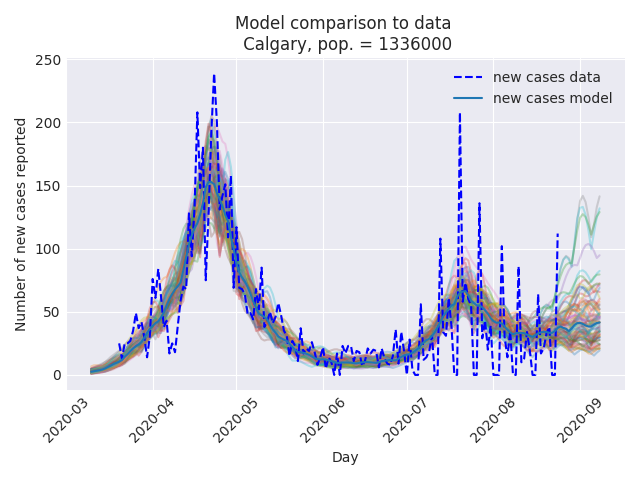 Model comparison to data
Calgary, pop. = 1336000
Number of new cases reported
250
200
150
100
50
0
new cases data
new cases model
2020-03
2020-04
2020-05
2020-06
2020-07
2020-08
2020-09
Day